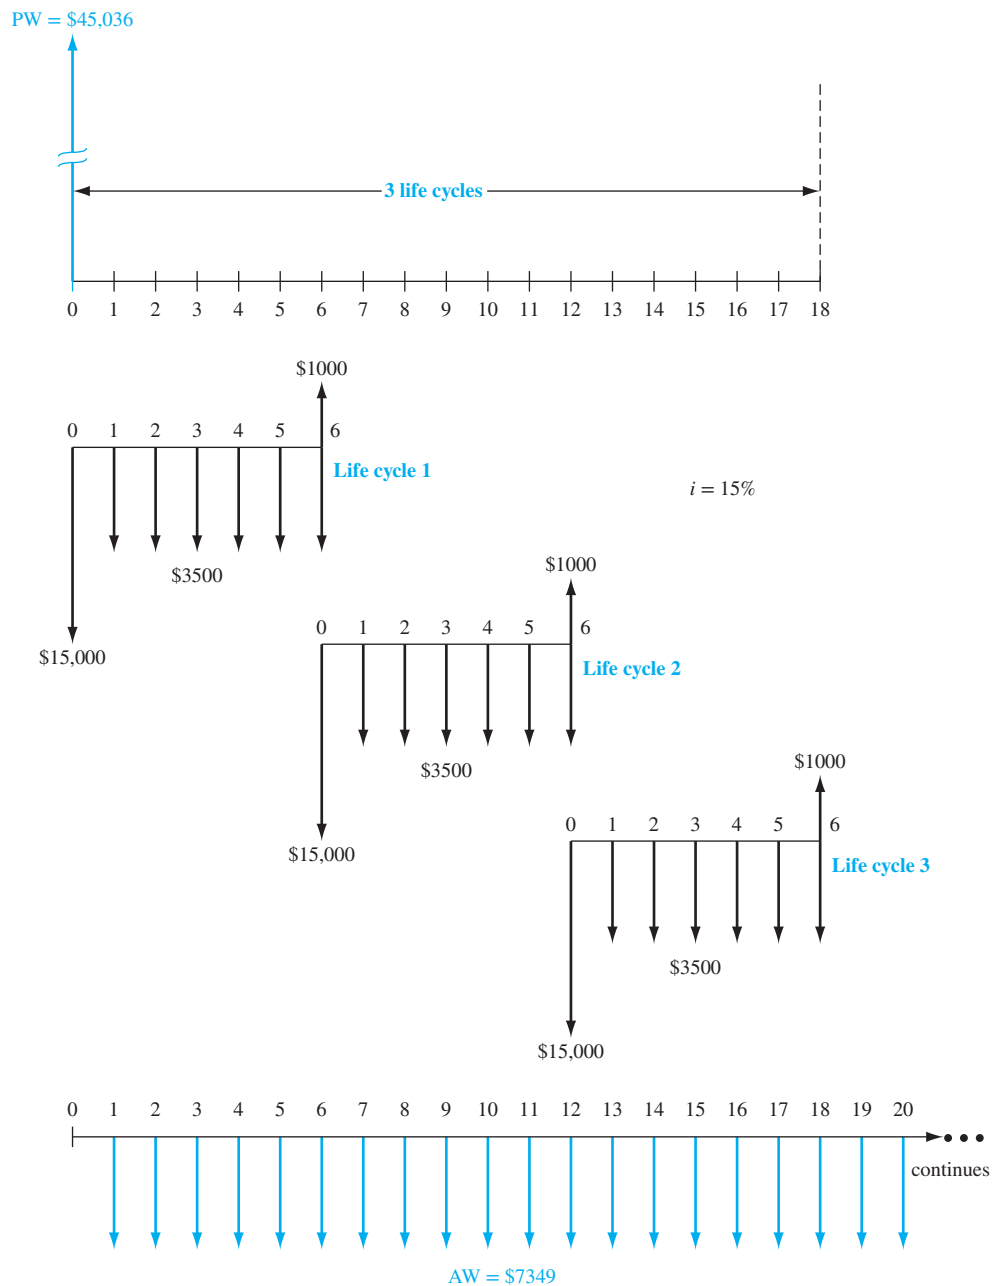 PW = $45,036
3 life cycles
0 1 2 3 4 5 6 7 8 9 10 11 12 13 14 15 16 17 18
$1000
0 1 2 3 4 5 6
Life cycle 1
i = 15%
$3500
$15,000
$1000
0 1 2 3 4 5 6
Life cycle 2
$3500
$15,000
$1000
0 1 2 3 4 5 6
Life cycle 3
$3500
$15,000
0 1 2 3 4 5 6 7 8 9 10 11 12 13 14 15 16 17 18 19 20
continues
AW = $7349